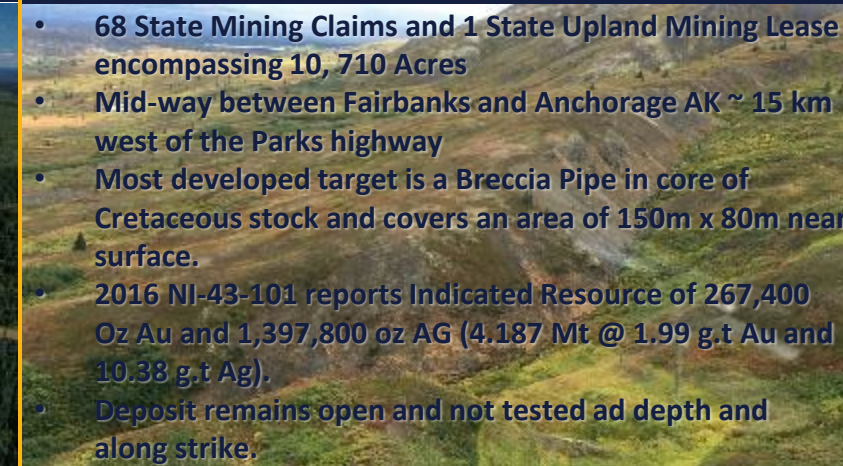 • 68 State Mining Claims and 1 State Upland Mining Lease
encompassing 10, 710 Acres
• Mid-way between Fairbanks and Anchorage AK ~ 15 km
west of the Parks highway
• Most developed target is a Breccia Pipe in core of
Cretaceous stock and covers an area of 150m x 80m near
surface.
• 2016 NI-43-101 reports Indicated Resource of 267,400
Oz Au and 1,397,800 oz AG (4.187 Mt @ 1.99 g.t Au and
10.38 g.t Ag).
• Deposit remains open and not tested ad depth and
along strike.